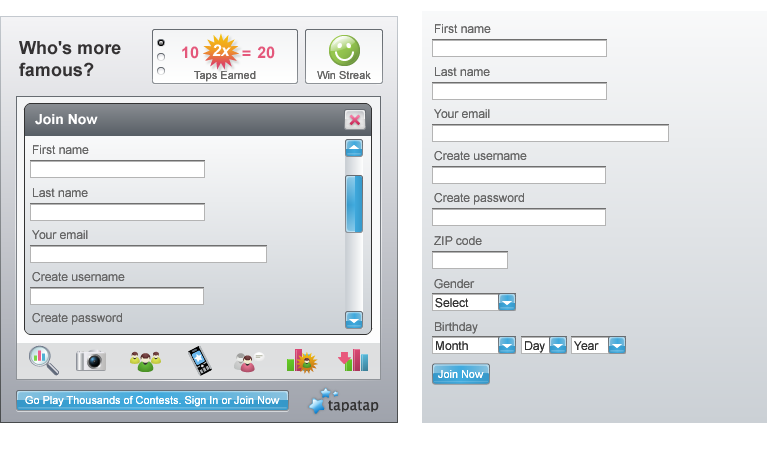 Who's more
famous?
10 2x = 20
Taps Earned
Win Streak
Join Now
First name
Last name
Your email
Create username
Create password
Go Play Thousands of Contests. Sign In or Join Now
tapatap
First name
Last name
Your email
Create username
Create password
ZIP code
Gender
Select
Birthday
Month Day Year
Join Now